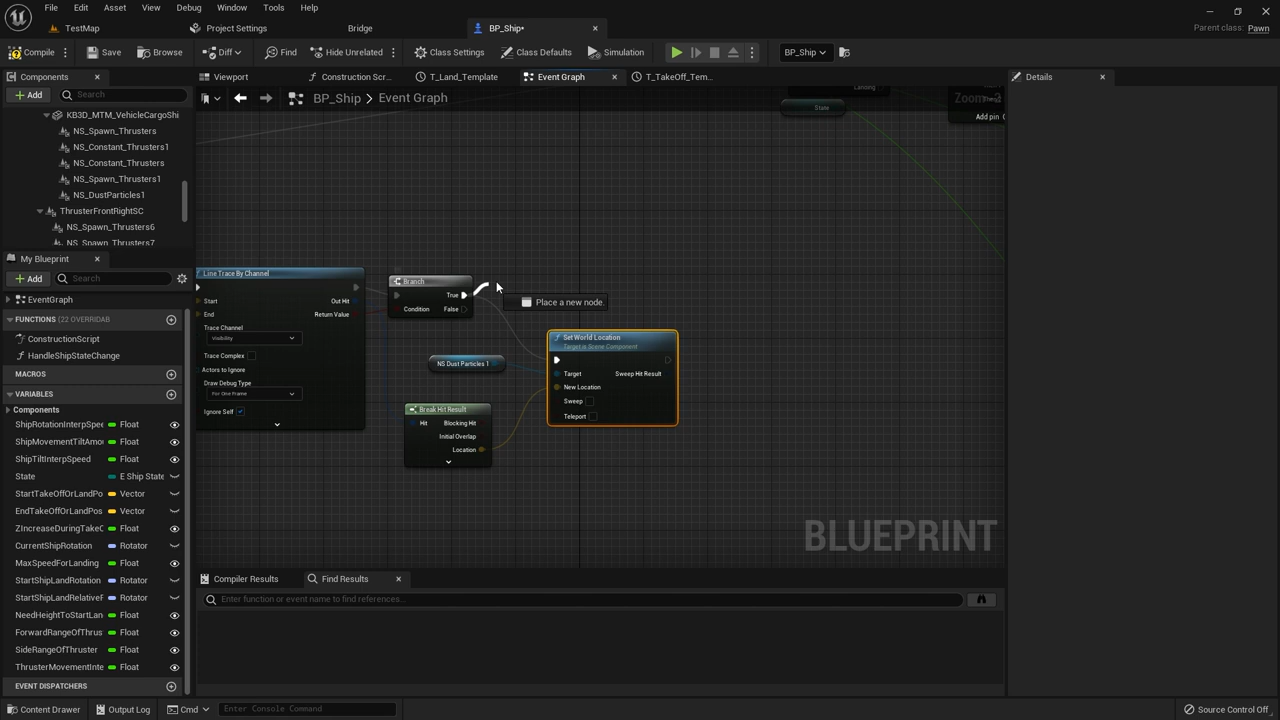 File Edit Asset View Debug Window Tools Help
TestMap Project Settings Bridge BP_Ship* Parent class: Pawn
Compile Save Browse Diff Find Hide Unrelated Class Settings Class Defaults Simulation BP_Ship
Components
Add Search
KB3D_MTM_VehicleCargoShi
NS_Spawn_Thrusters
NS_Constant_Thrusters1
NS_Constant_Thrusters
NS_Spawn_Thrusters1
NS_DustParticles1
ThrusterFrontRightSC
NS_Spawn_Thrusters6
NS_Spawn_Thrusters7
My Blueprint
Add Search
EventGraph
FUNCTIONS (22 OVERRIDAB
ConstructionScript
HandleShipStateChange
MACROS
VARIABLES
Components
ShipRotationInterpSpee Float
ShipMovementTiltAmou Float
ShipTiltInterpSpeed Float
State E Ship State
StartTakeOffOrLandPo Vector
EndTakeOffOrLandPos Vector
ZIncreaseDuringTakeO Float
CurrentShipRotation Rotator
MaxSpeedForLanding Float
StartShipLandRotation Rotator
StartShipLandRelativeF Rotator
NeedHeightToStartLan Float
ForwardRangeOfThrus Float
SideRangeOfThruster Float
ThrusterMovementInte Float
EVENT DISPATCHERS
Viewport Construction Scr... T_Land_Template Event Graph T_TakeOff_Tem...
BP_Ship > Event Graph
Landing
State
Zoom -2
Add pin
Line Trace By Channel
Start Out Hit
End Return Value
Trace Channel
Visibility
Trace Complex
Actors to Ignore
Draw Debug Type
For One Frame
Ignore Self
Branch
True
Condition False
Place a new node.
NS Dust Particles 1
Break Hit Result
Hit Blocking Hit
Initial Overlap
Location
Set World Location
Target is Scene Component
Target Sweep Hit Result
New Location
Sweep
Teleport
BLUEPRINT
Compiler Results Find Results
Enter function or event name to find references...
Details
Content Drawer Output Log Cmd Enter Console Command Source Control Off